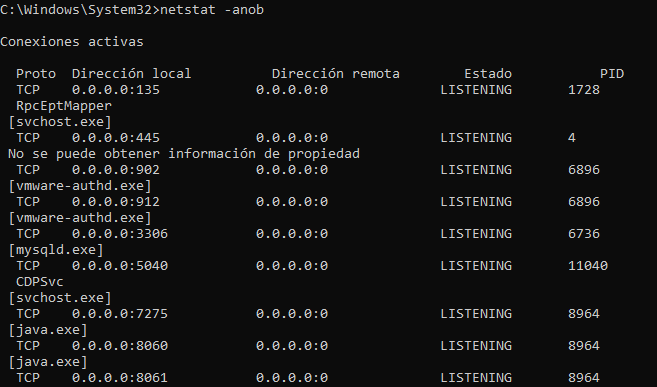 C:\Windows\System32>netstat -anob
Conexiones activas
Proto Dirección local Dirección remota Estado PID
TCP 0.0.0.0:135 0.0.0.0:0 LISTENING 1728
RpcEptMapper
[svchost.exe]
TCP 0.0.0.0:445 0.0.0.0:0 LISTENING 4
No se puede obtener información de propiedad
TCP 0.0.0.0:902 0.0.0.0:0 LISTENING 6896
[vmware-authd.exe]
TCP 0.0.0.0:912 0.0.0.0:0 LISTENING 6896
[vmware-authd.exe]
TCP 0.0.0.0:3306 0.0.0.0:0 LISTENING 6736
[mysqld.exe]
TCP 0.0.0.0:5040 0.0.0.0:0 LISTENING 11040
CDPSvc
[svchost.exe]
TCP 0.0.0.0:7275 0.0.0.0:0 LISTENING 8964
[java.exe]
TCP 0.0.0.0:8060 0.0.0.0:0 LISTENING 8964
[java.exe]
TCP 0.0.0.0:8061 0.0.0.0:0 LISTENING 8964